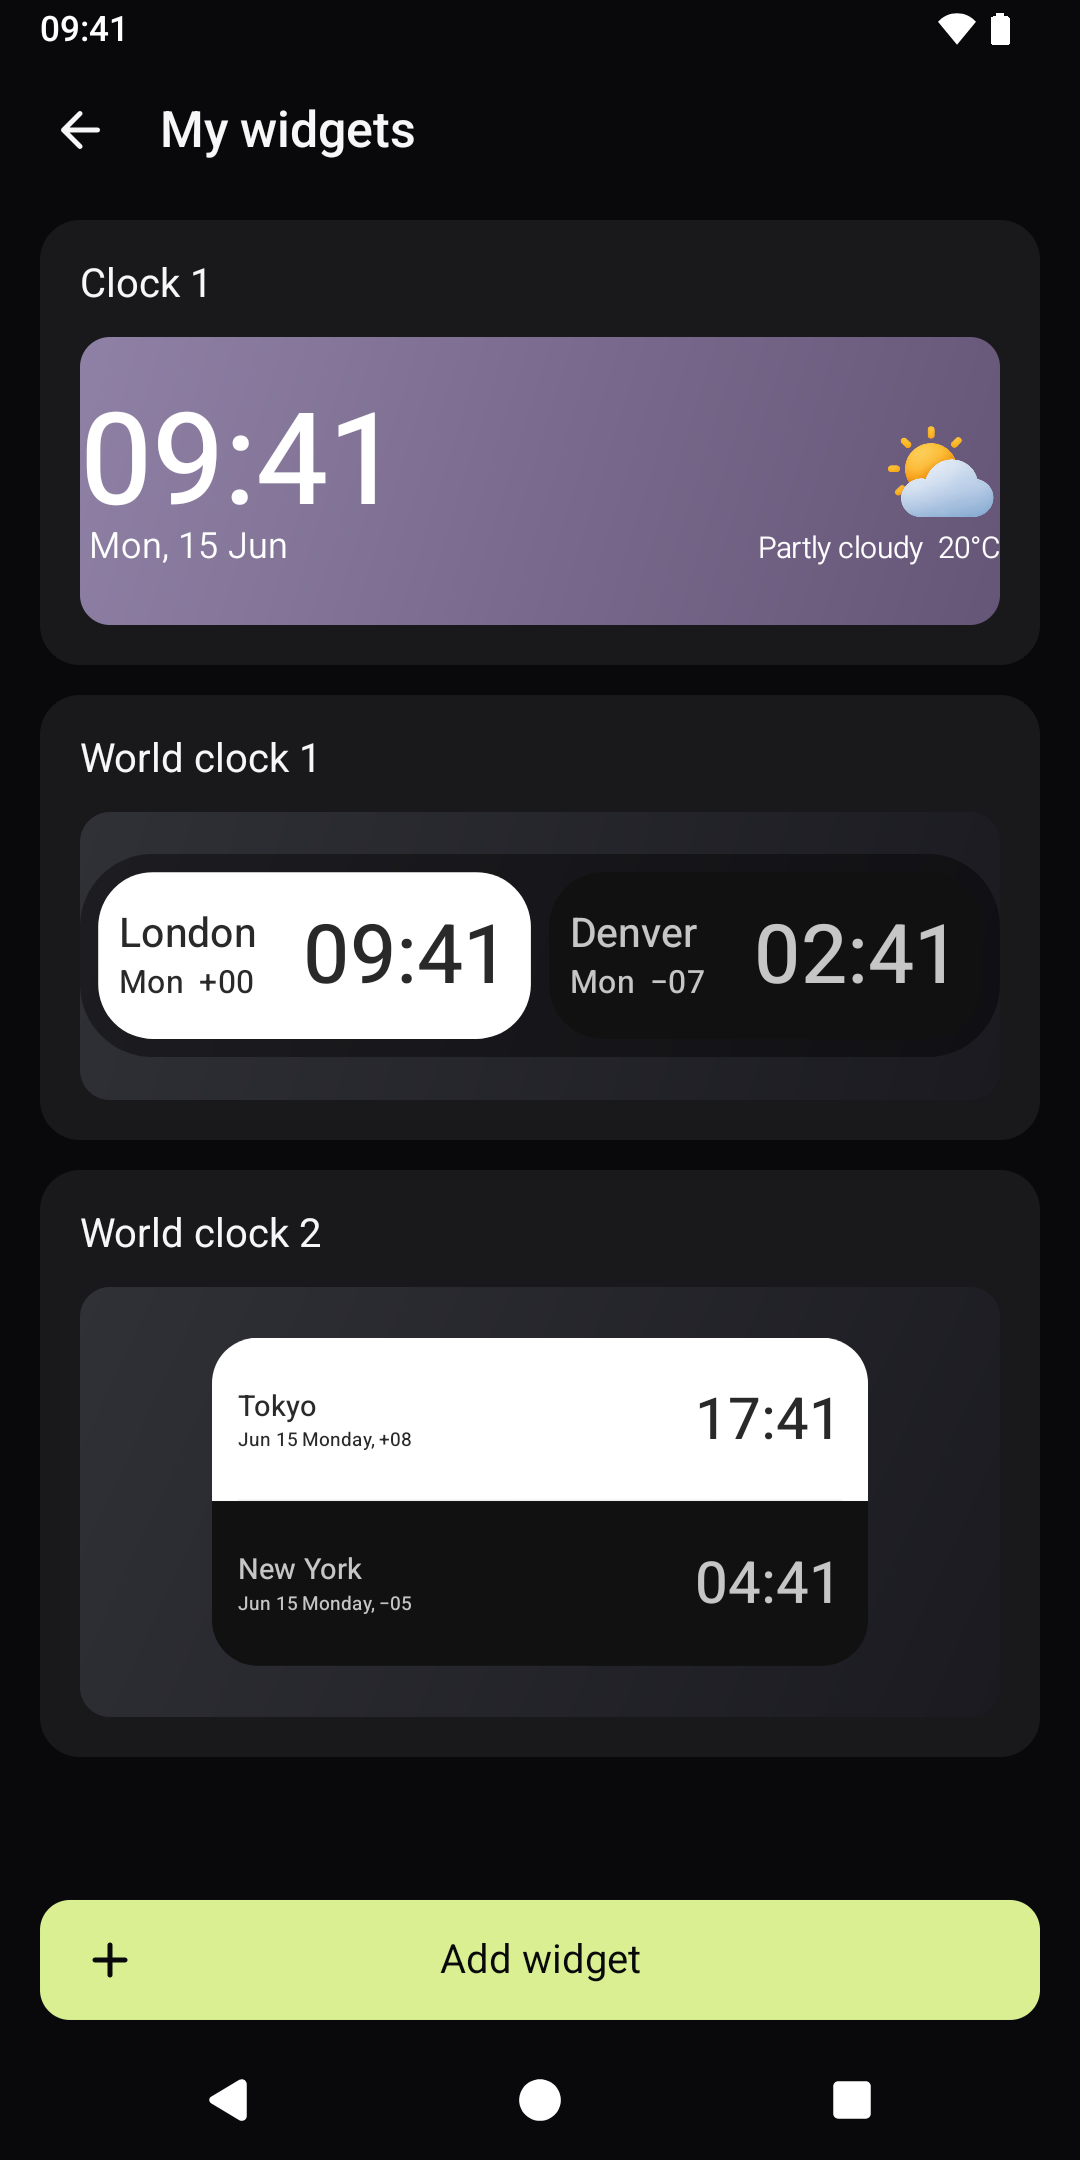 09:41
My widgets
Clock 1
09:41
Mon, 15 Jun
Partly cloudy 20°C
World clock 1
London
Mon +00
09:41
Denver
Mon −07
02:41
World clock 2
Tokyo
Jun 15 Monday, +08
17:41
New York
Jun 15 Monday, −05
04:41
Add widget